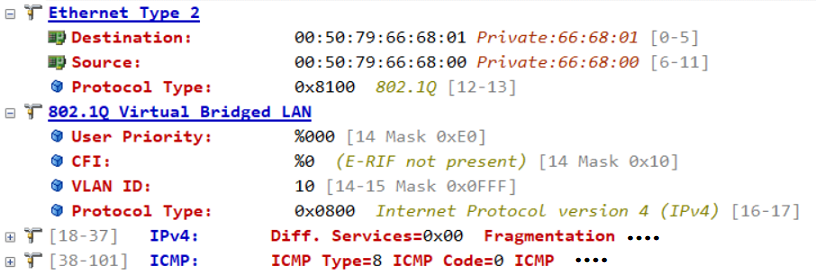 Ethernet Type 2
Destination: 00:50:79:66:68:01 Private:66:68:01 [0-5]
Source: 00:50:79:66:68:00 Private:66:68:00 [6-11]
Protocol Type: 0x8100 802.1Q [12-13]
802.1Q Virtual Bridged LAN
User Priority: %000 [14 Mask 0xE0]
CFI: %0 (E-RIF not present) [14 Mask 0x10]
VLAN ID: 10 [14-15 Mask 0x0FFF]
Protocol Type: 0x0800 Internet Protocol version 4 (IPv4) [16-17]
[18-37] IPv4: Diff. Services=0x00 Fragmentation ....
[38-101] ICMP: ICMP Type=8 ICMP Code=0 ICMP ....